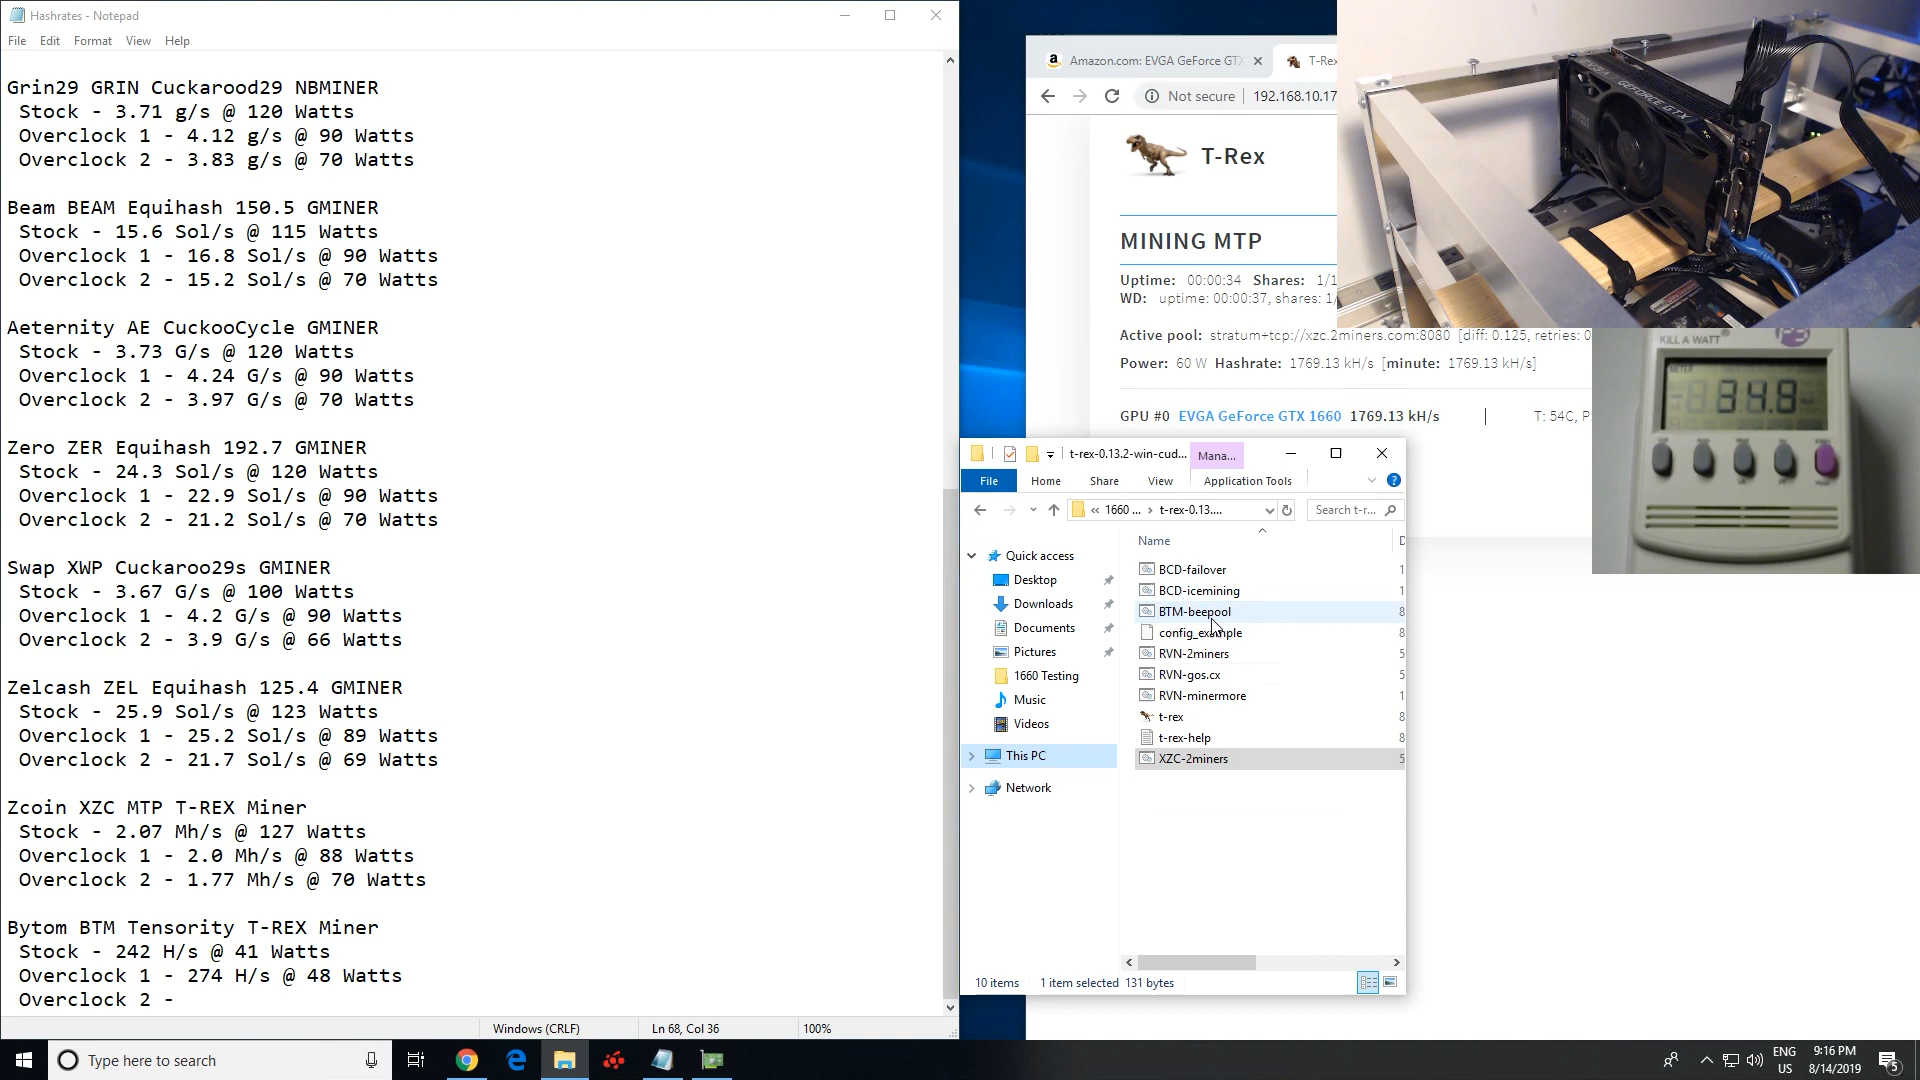 Hashrates - Notepad
File Edit Format View Help
Grin29 GRIN Cuckarood29 NBMINER
Stock - 3.71 g/s @ 120 Watts
Overclock 1 - 4.12 g/s @ 90 Watts
Overclock 2 - 3.83 g/s @ 70 Watts
Beam BEAM Equihash 150.5 GMINER
Stock - 15.6 Sol/s @ 115 Watts
Overclock 1 - 16.8 Sol/s @ 90 Watts
Overclock 2 - 15.2 Sol/s @ 70 Watts
Aeternity AE CuckooCycle GMINER
Stock - 3.73 G/s @ 120 Watts
Overclock 1 - 4.24 G/s @ 90 Watts
Overclock 2 - 3.97 G/s @ 70 Watts
Zero ZER Equihash 192.7 GMINER
Stock - 24.3 Sol/s @ 120 Watts
Overclock 1 - 22.9 Sol/s @ 90 Watts
Overclock 2 - 21.2 Sol/s @ 70 Watts
Swap XWP Cuckaroo29s GMINER
Stock - 3.67 G/s @ 100 Watts
Overclock 1 - 4.2 G/s @ 90 Watts
Overclock 2 - 3.9 G/s @ 66 Watts
Zelcash ZEL Equihash 125.4 GMINER
Stock - 25.9 Sol/s @ 123 Watts
Overclock 1 - 25.2 Sol/s @ 89 Watts
Overclock 2 - 21.7 Sol/s @ 69 Watts
Zcoin XZC MTP T-REX Miner
Stock - 2.07 Mh/s @ 127 Watts
Overclock 1 - 2.0 Mh/s @ 88 Watts
Overclock 2 - 1.77 Mh/s @ 70 Watts
Bytom BTM Tensority T-REX Miner
Stock - 242 H/s @ 41 Watts
Overclock 1 - 274 H/s @ 48 Watts
Overclock 2 -
Windows (CRLF) Ln 68, Col 36 100%
Amazon.com: EVGA GeForce GTX T-Rex
Not secure 192.168.10.17
T-Rex
MINING MTP
Uptime: 00:00:34 Shares: 1/1
WD: uptime: 00:00:37, shares: 1/
Active pool: stratum+tcp://xzc.2miners.com:8080 [diff: 0.125, retries: 0
Power: 60 W Hashrate: 1769.13 kH/s [minute: 1769.13 kH/s]
GPU #0 EVGA GeForce GTX 1660 1769.13 kH/s | T: 54C, P:
GEFORCE GTX
KILL A WATT
34.8
t-rex-0.13.2-win-cud... Mana...
File Home Share View Application Tools
« 1660 ... › t-rex-0.13.... Search t-r...
Quick access
Desktop
Downloads
Documents
Pictures
1660 Testing
Music
Videos
This PC
Network
Name D
BCD-failover 1
BCD-icemining 1
BTM-beepool 8
config_example 8
RVN-2miners 5
RVN-gos.cx 5
RVN-minermore 1
t-rex 8
t-rex-help 8
XZC-2miners 5
10 items 1 item selected 131 bytes
Type here to search
ENG
US
9:16 PM
8/14/2019
5